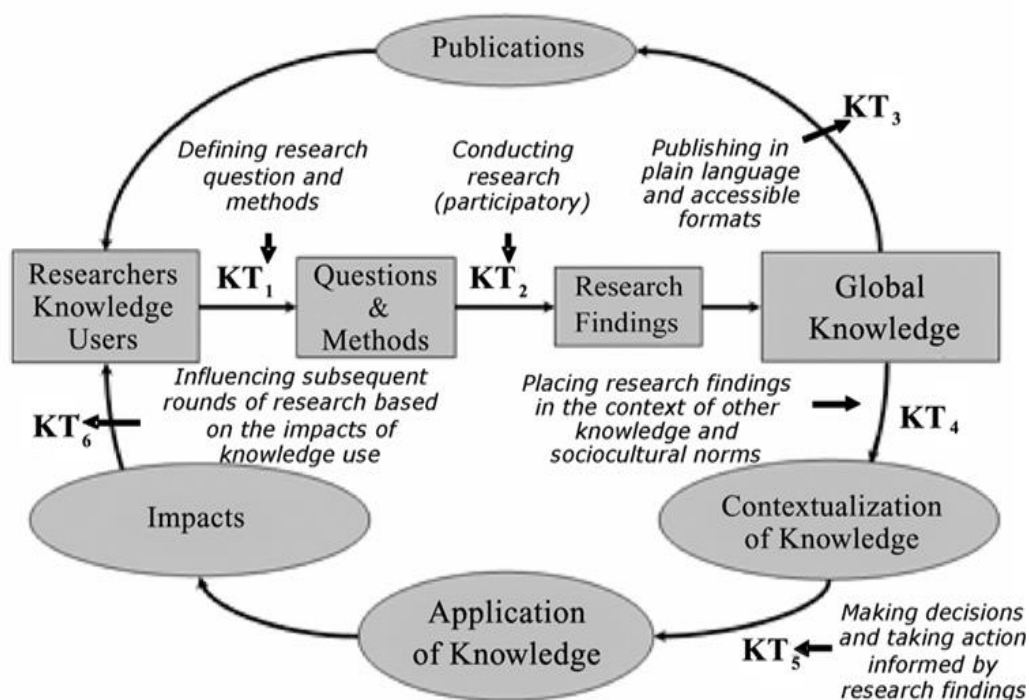 Publications
KT3
Defining research
question and
methods
Conducting
research
(participatory)
Publishing in
plain language
and accessible
formats
Researchers
Knowledge
Users
KT1
Questions
&
Methods
KT2
Research
Findings
Global
Knowledge
Influencing subsequent
rounds of research based
on the impacts of
knowledge use
KT6
Placing research findings
in the context of other
knowledge and
sociocultural norms
KT4
Impacts
Contextualization
of Knowledge
Application
of Knowledge
KT5
Making decisions
and taking action
informed by
research findings